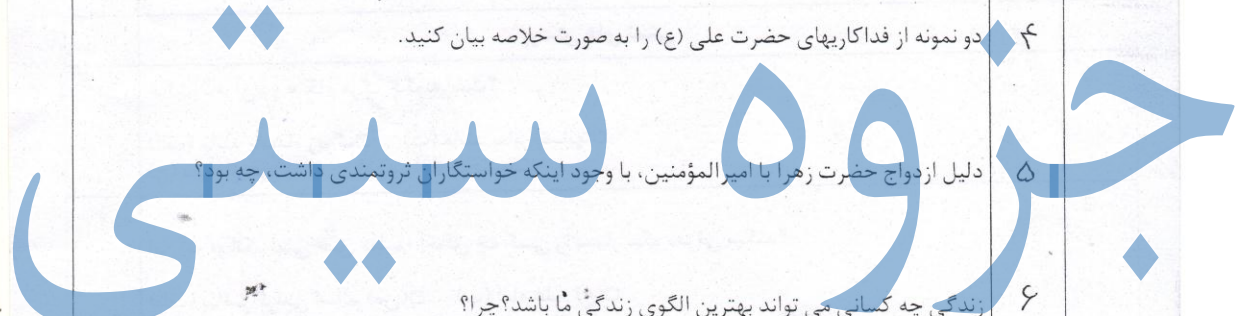 ۴ دو نمونه از فداکاریهای حضرت علی (ع) را به صورت خلاصه بیان کنید.
جزوه سیتی
۵ دلیل ازدواج حضرت زهرا با امیرالمؤمنین، با وجود اینکه خواستگاران ثروتمندی داشت، چه بود؟
۶ زندگی چه کسانی می تواند بهترین الگوی زندگی ما باشد؟چرا؟